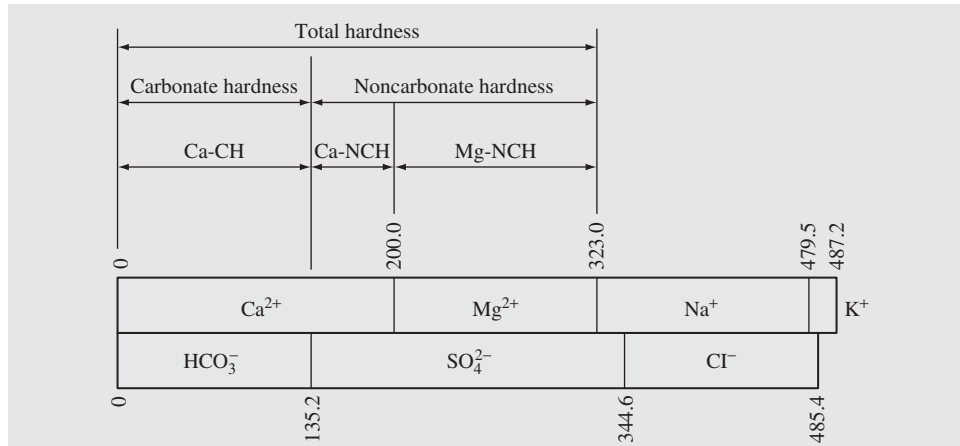 Total hardness
Carbonate hardness Noncarbonate hardness
Ca-CH Ca-NCH Mg-NCH
0 200.0 323.0 479.5 487.2
Ca²⁺ Mg²⁺ Na⁺ K⁺
HCO₃⁻ SO₄²⁻ Cl⁻
0 135.2 344.6 485.4